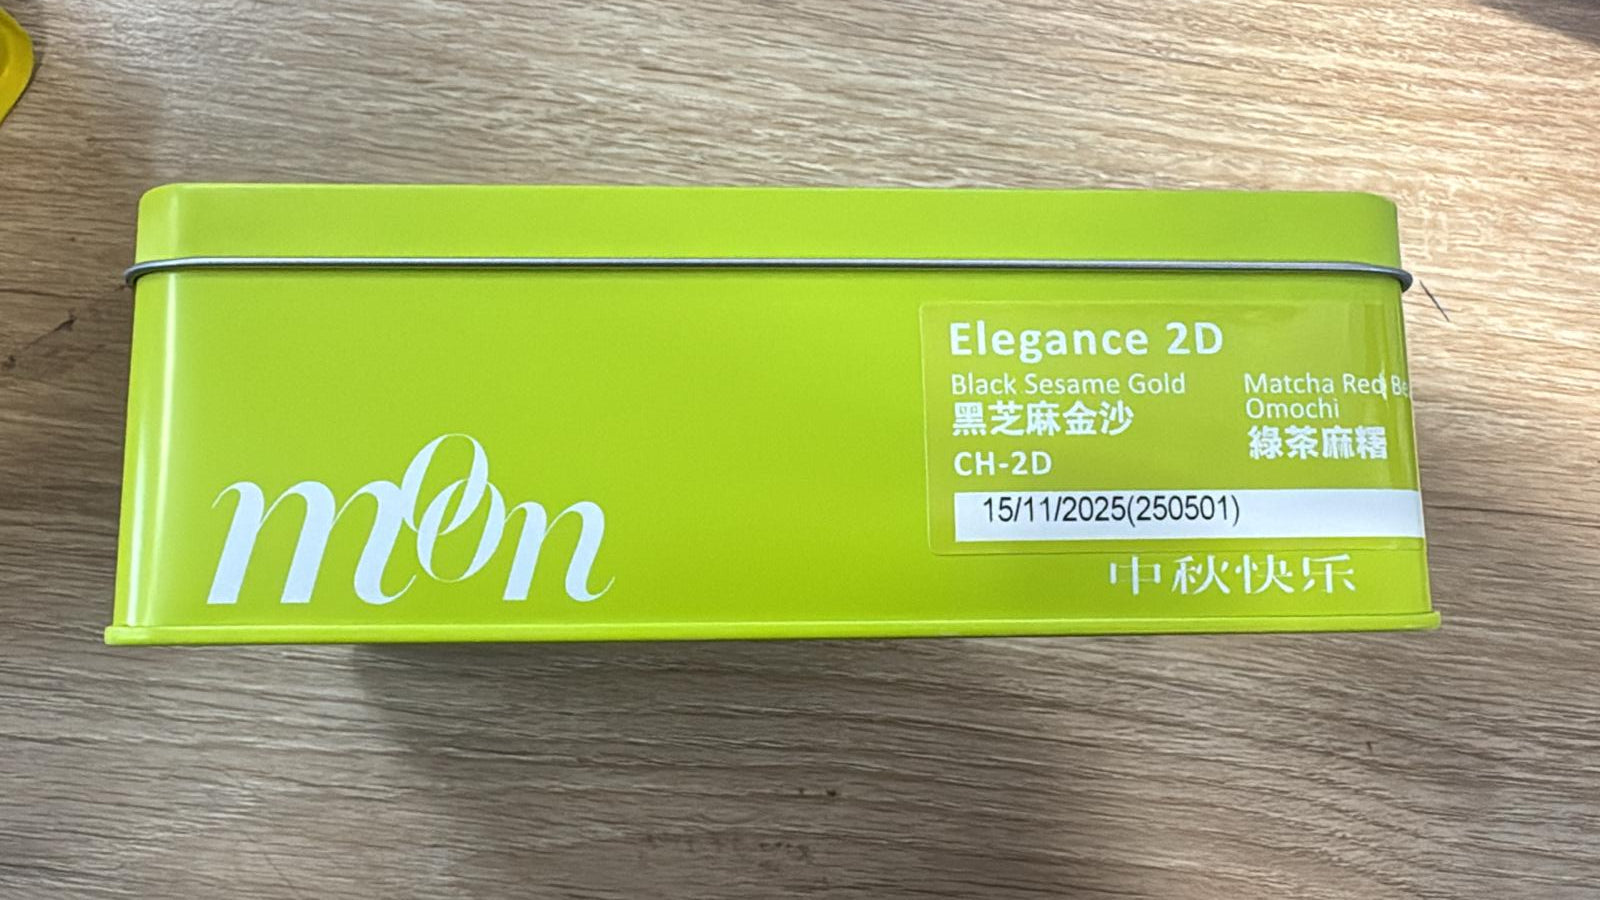 moon
Elegance 2D
Black Sesame Gold
黑芝麻金沙
CH-2D
Matcha Red
Omochi
綠茶麻糬
15/11/2025(250501)
中秋快乐